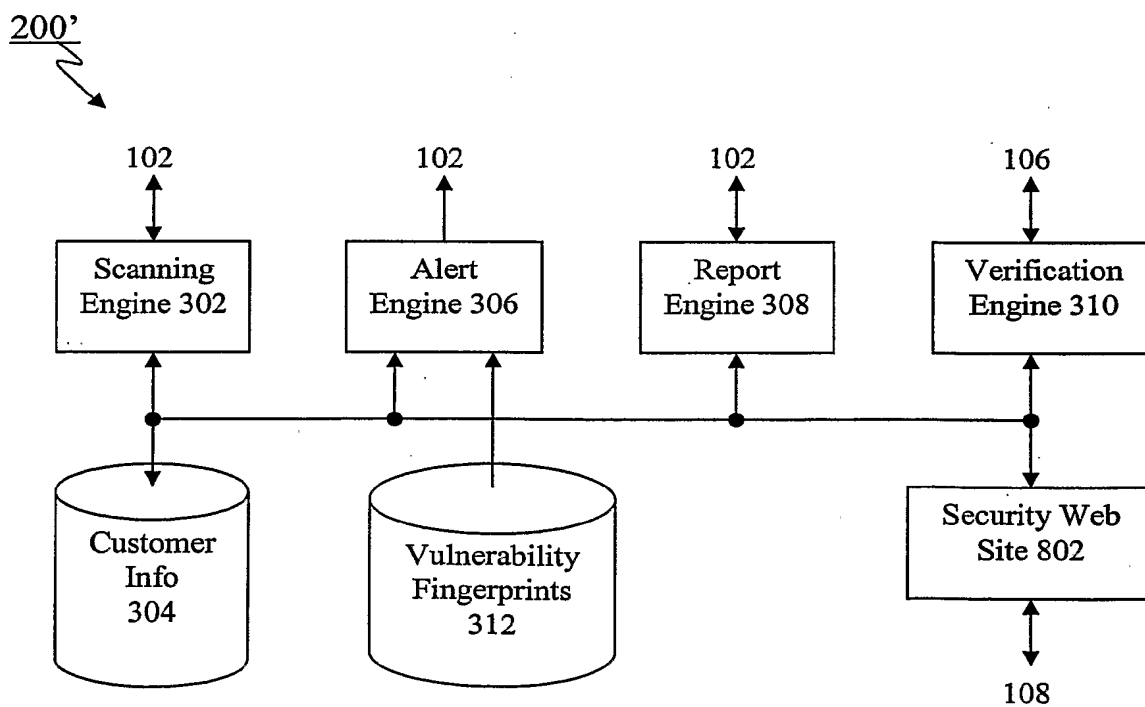 200’
102
102
102
106
Scanning
Engine 302
Alert
Engine 306
Report
Engine 308
Verification
Engine 310
Customer
Info
304
Vulnerability
Fingerprints
312
Security Web
Site 802
108